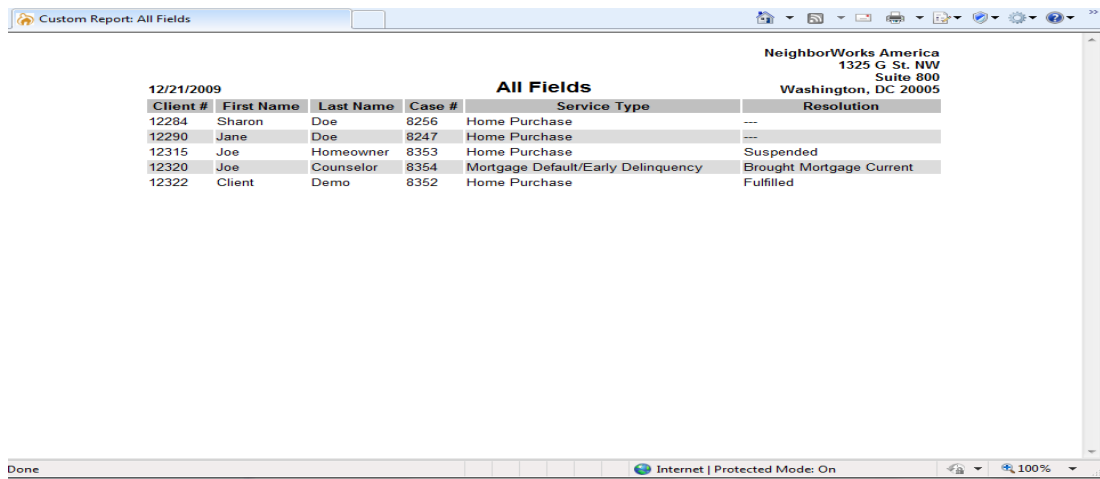 Custom Report: All Fields
NeighborWorks America
1325 G St. NW
Suite 800
12/21/2009 All Fields Washington, DC 20005
Client # First Name Last Name Case # Service Type Resolution
12284 Sharon Doe 8256 Home Purchase ---
12290 Jane Doe 8247 Home Purchase ---
12315 Joe Homeowner 8353 Home Purchase Suspended
12320 Joe Counselor 8354 Mortgage Default/Early Delinquency Brought Mortgage Current
12322 Client Demo 8352 Home Purchase Fulfilled
Done Internet | Protected Mode: On 100%